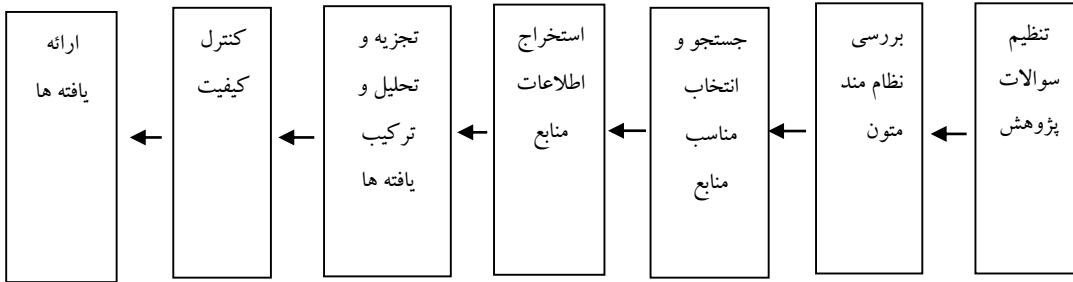 تنظیم
سوالات
پژوهش
بررسی
نظام مند
متون
جستجو و
انتخاب
مناسب
منابع
استخراج
اطلاعات
منابع
تجزیه و
تحلیل و
ترکیب
یافته ها
کنترل
کیفیت
ارائه
یافته ها